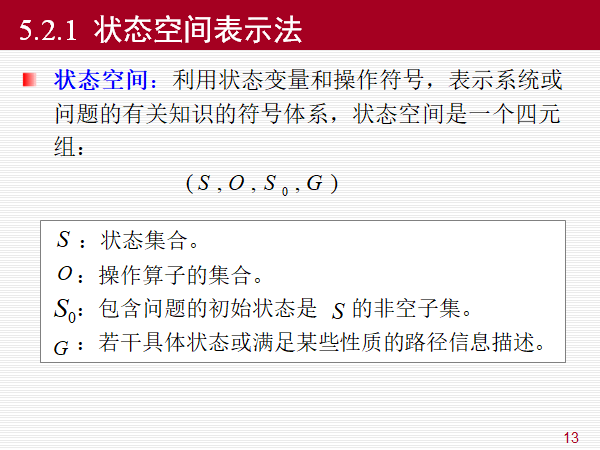 5.2.1 状态空间表示法
状态空间：利用状态变量和操作符号，表示系统或
问题的有关知识的符号体系，状态空间是一个四元
组：
( S , O , S 0 , G )
S ：状态集合。
O ：操作算子的集合。
S0：包含问题的初始状态是 S 的非空子集。
G ：若干具体状态或满足某些性质的路径信息描述。
13